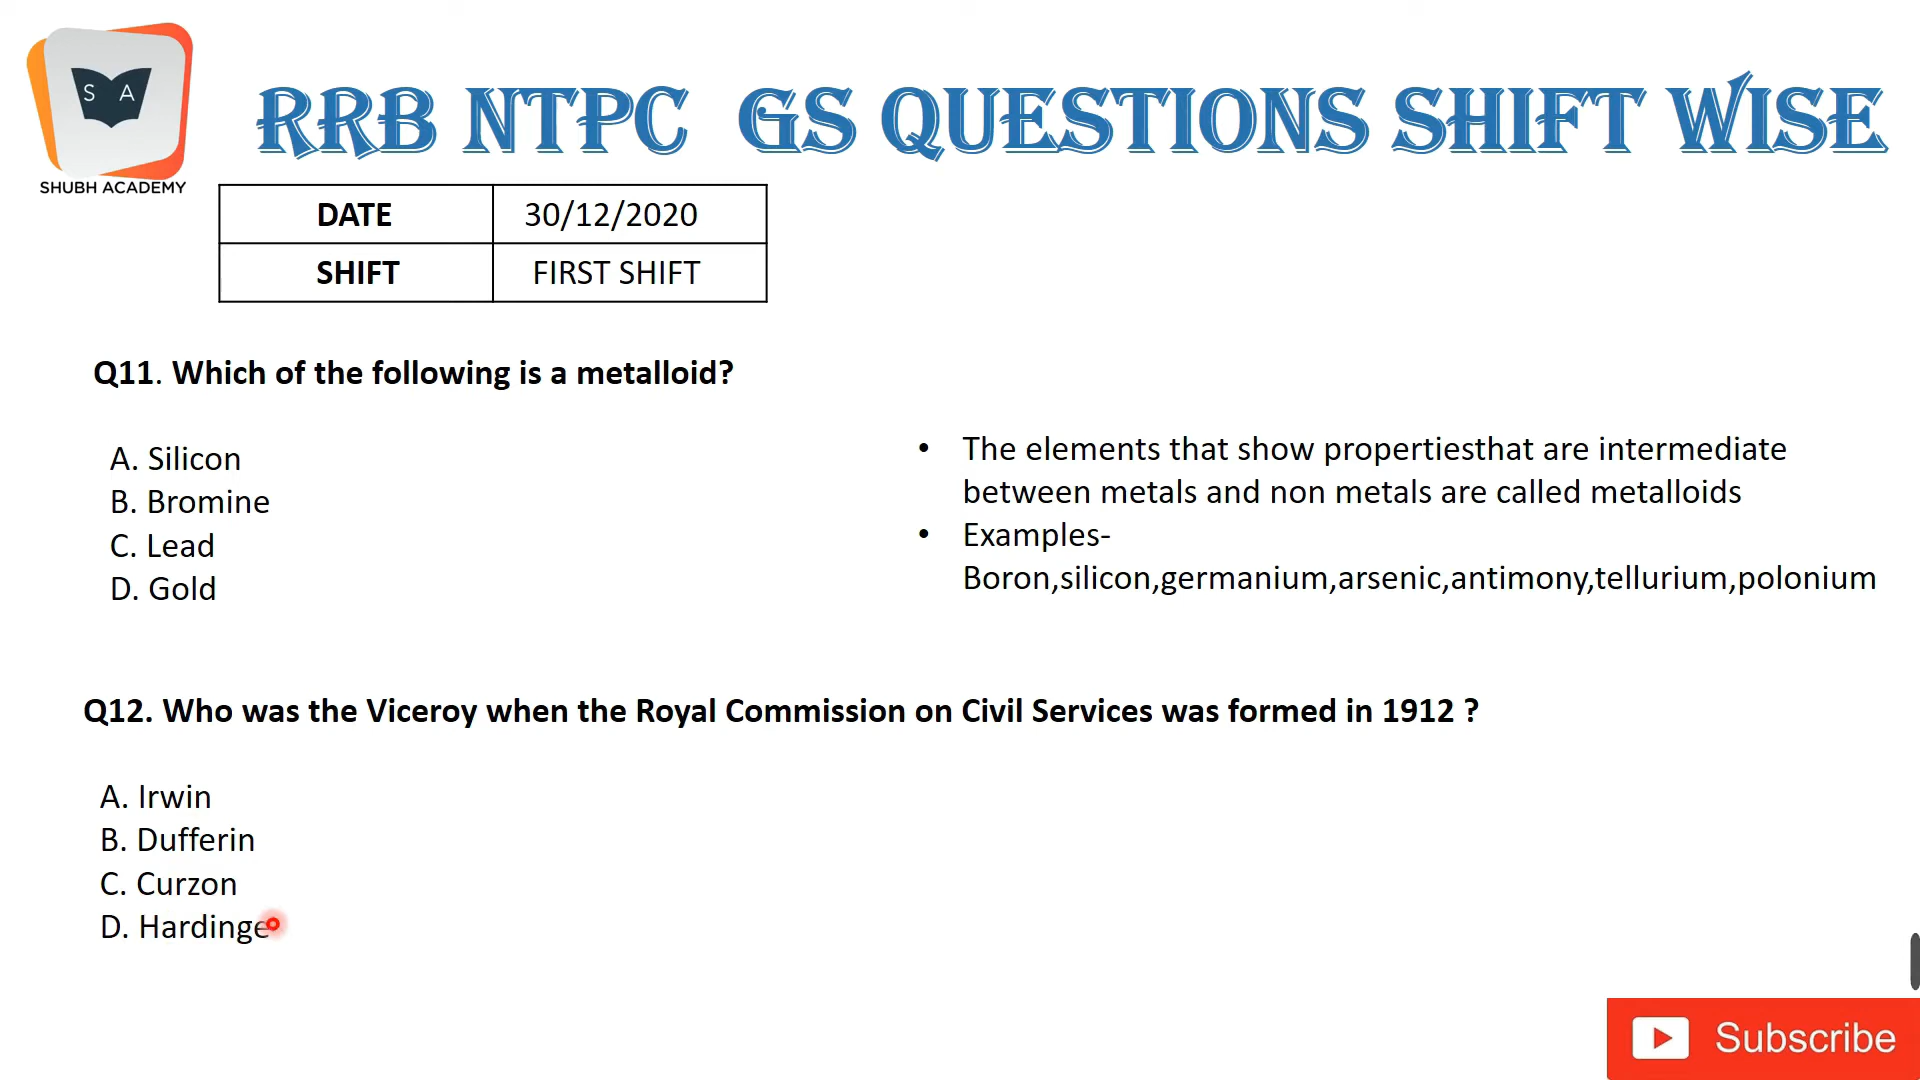 S A
SHUBH ACADEMY
RRB NTPC GS QUESTIONS SHIFT WISE
DATE 30/12/2020
SHIFT FIRST SHIFT
Q11. Which of the following is a metalloid?
A. Silicon
B. Bromine
C. Lead
D. Gold
• The elements that show propertiesthat are intermediate
between metals and non metals are called metalloids
• Examples-
Boron,silicon,germanium,arsenic,antimony,tellurium,polonium
Q12. Who was the Viceroy when the Royal Commission on Civil Services was formed in 1912 ?
A. Irwin
B. Dufferin
C. Curzon
D. Hardinge
Subscribe